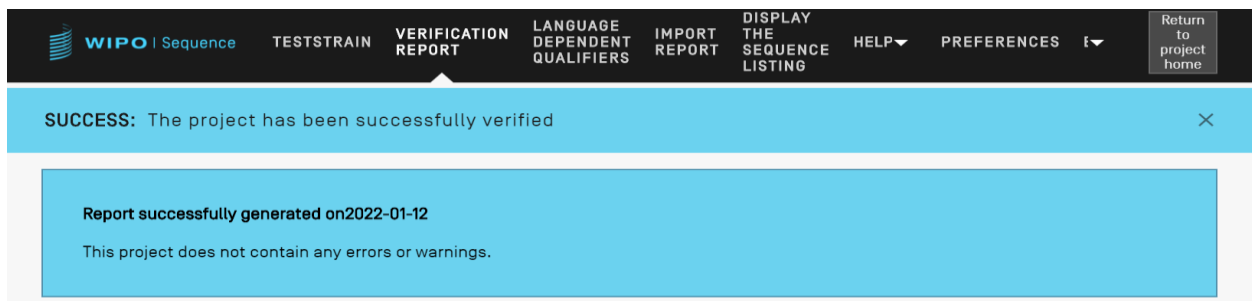 WIPO | Sequence
TESTSTRAIN
VERIFICATION
REPORT
LANGUAGE
DEPENDENT
QUALIFIERS
IMPORT
REPORT
DISPLAY
THE
SEQUENCE
LISTING
HELP
PREFERENCES
Return
to
project
home
SUCCESS: The project has been successfully verified
Report successfully generated on2022-01-12
This project does not contain any errors or warnings.